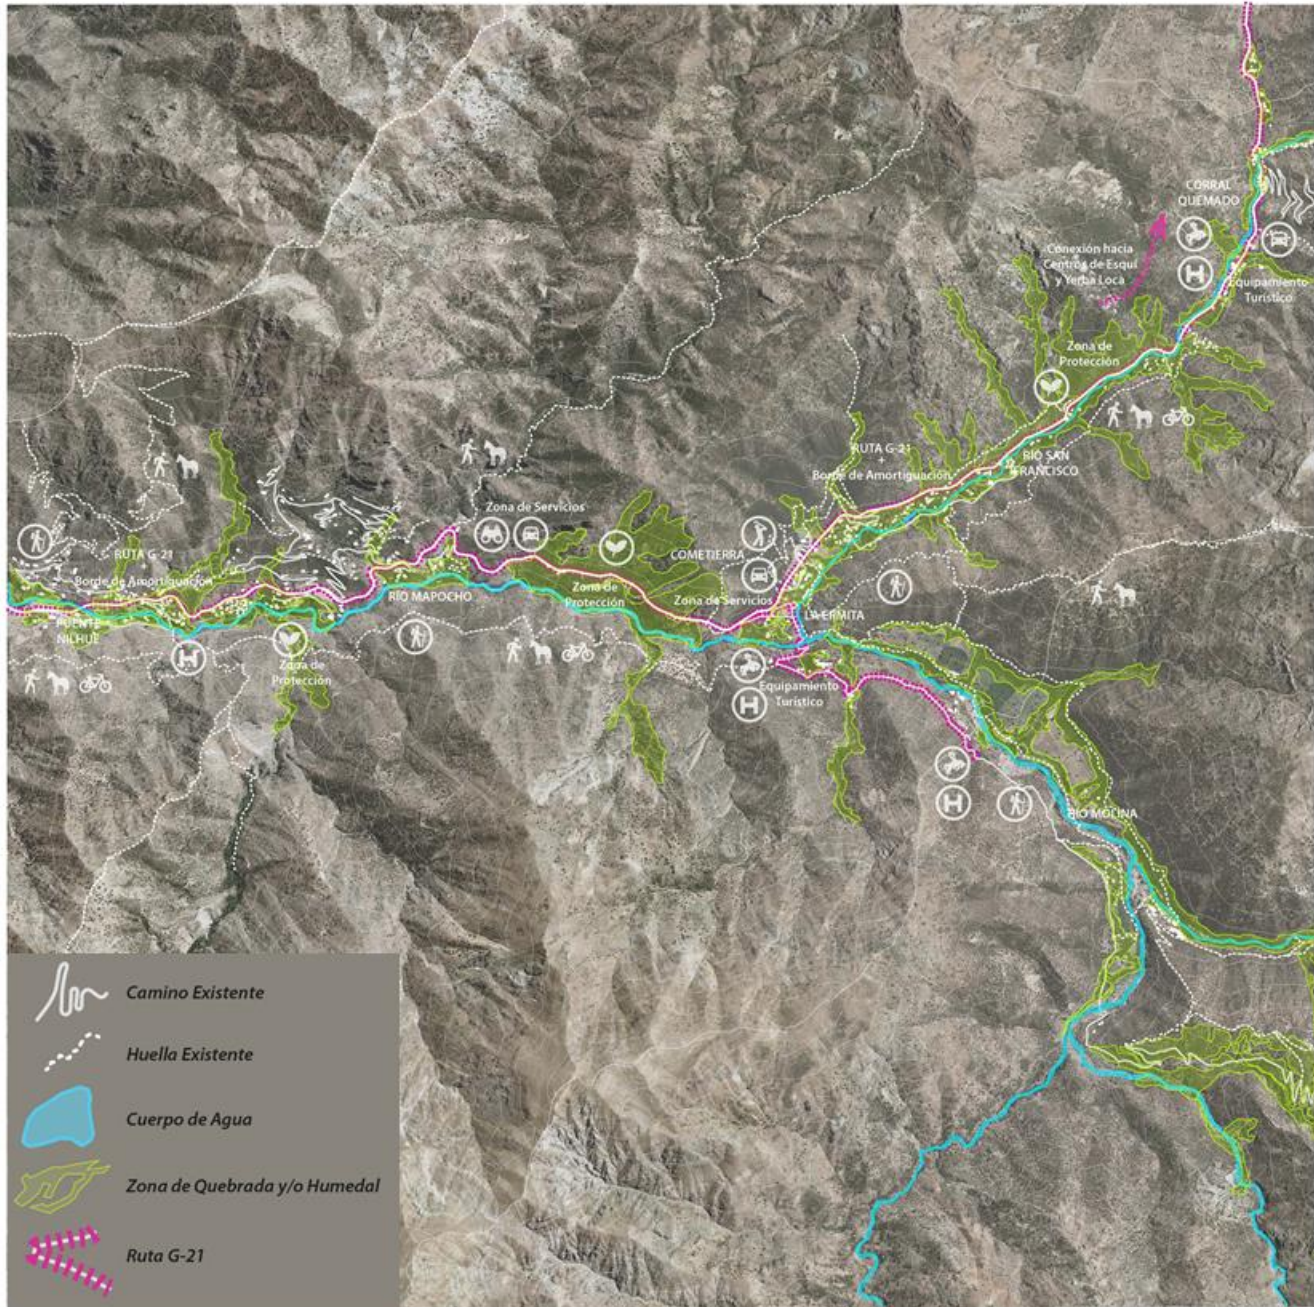 CORRAL
QUEMADO
Conexión hacia
Centros de Esquí
y Yerba Loca
Equipamiento
Turístico
Zona de
Protección
RUTA G-21
+
Borde de Amortiguación
RÍO SAN
FRANCISCO
Zona de Servicios
COMETIERRA
RUTA G-21
+
Borde de Amortiguación
Zona de
Protección
RÍO MAPOCHO
Zona de Servicios
LA ERMITA
PUENTE
NILHUE
Zona de
Protección
Equipamiento
Turístico
RÍO MOLINA
Camino Existente
Huella Existente
Cuerpo de Agua
Zona de Quebrada y/o Humedal
Ruta G-21